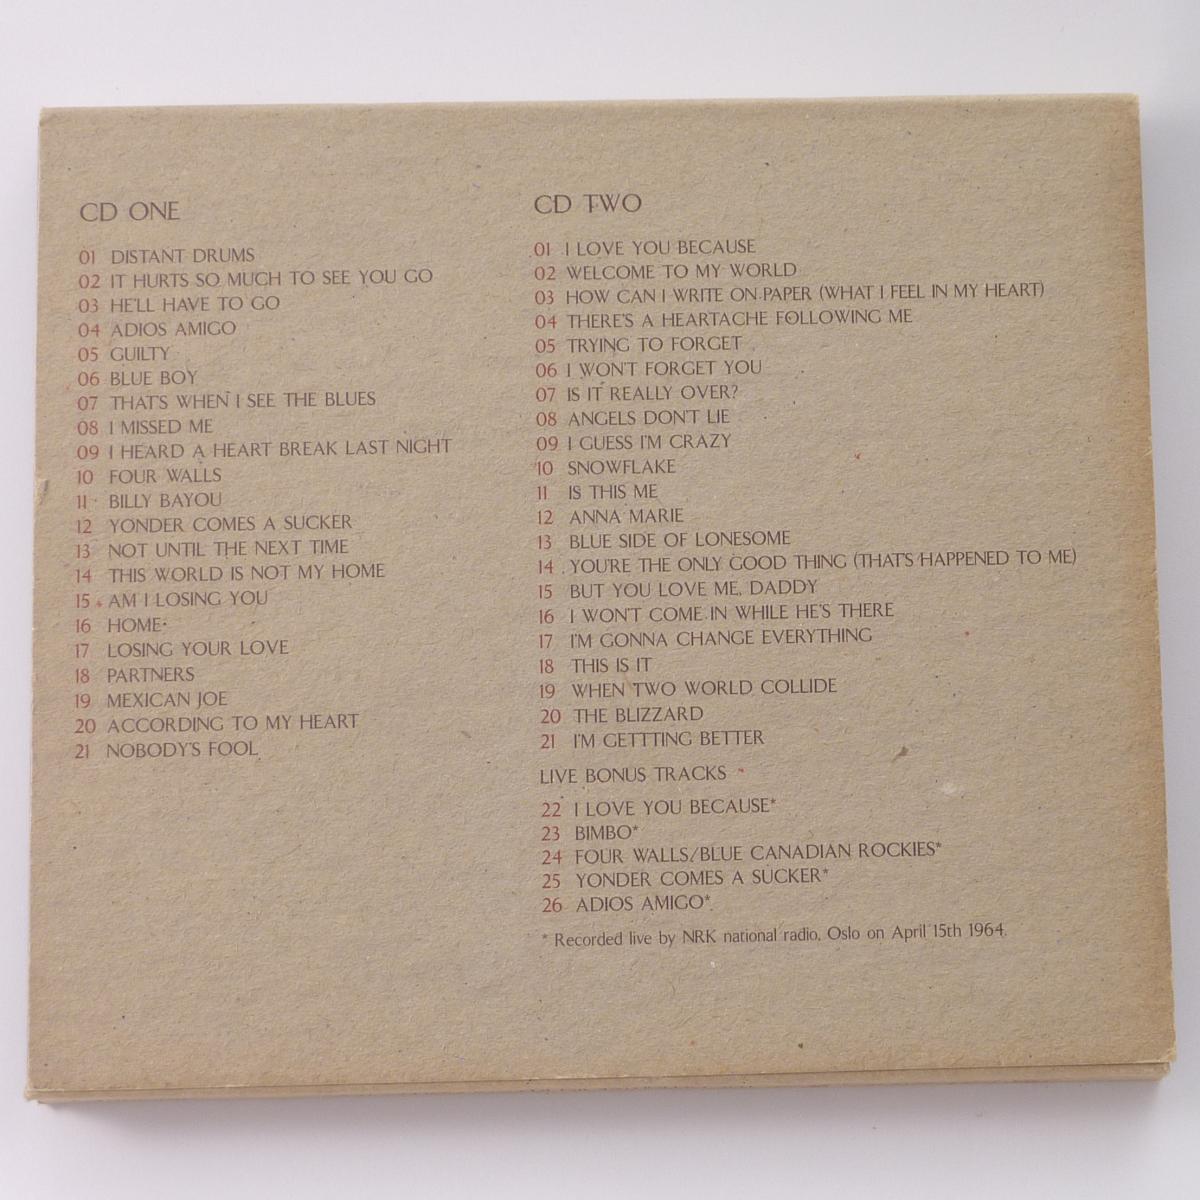 CD ONE
01 DISTANT DRUMS
02 IT HURTS SO MUCH TO SEE YOU GO
03 HE'LL HAVE TO GO
04 ADIOS AMIGO
05 GUILTY
06 BLUE BOY
07 THAT'S WHEN I SEE THE BLUES
08 I MISSED ME
09 I HEARD A HEART BREAK LAST NIGHT
10 FOUR WALLS
11 BILLY BAYOU
12 YONDER COMES A SUCKER
13 NOT UNTIL THE NEXT TIME
14 THIS WORLD IS NOT MY HOME
15 AM I LOSING YOU
16 HOME
17 LOSING YOUR LOVE
18 PARTNERS
19 MEXICAN JOE
20 ACCORDING TO MY HEART
21 NOBODY'S FOOL
CD TWO
01 I LOVE YOU BECAUSE
02 WELCOME TO MY WORLD
03 HOW CAN I WRITE ON PAPER (WHAT I FEEL IN MY HEART)
04 THERE'S A HEARTACHE FOLLOWING ME
05 TRYING TO FORGET
06 I WON'T FORGET YOU
07 IS IT REALLY OVER?
08 ANGELS DON'T LIE
09 I GUESS I'M CRAZY
10 SNOWFLAKE
11 IS THIS ME
12 ANNA MARIE
13 BLUE SIDE OF LONESOME
14 YOU'RE THE ONLY GOOD THING (THAT'S HAPPENED TO ME)
15 BUT YOU LOVE ME, DADDY
16 I WON'T COME IN WHILE HE'S THERE
17 I'M GONNA CHANGE EVERYTHING
18 THIS IS IT
19 WHEN TWO WORLD COLLIDE
20 THE BLIZZARD
21 I'M GETTTING BETTER
LIVE BONUS TRACKS
22 I LOVE YOU BECAUSE*
23 BIMBO*
24 FOUR WALLS/BLUE CANADIAN ROCKIES*
25 YONDER COMES A SUCKER*
26 ADIOS AMIGO*
* Recorded live by NRK national radio, Oslo on April 15th 1964.